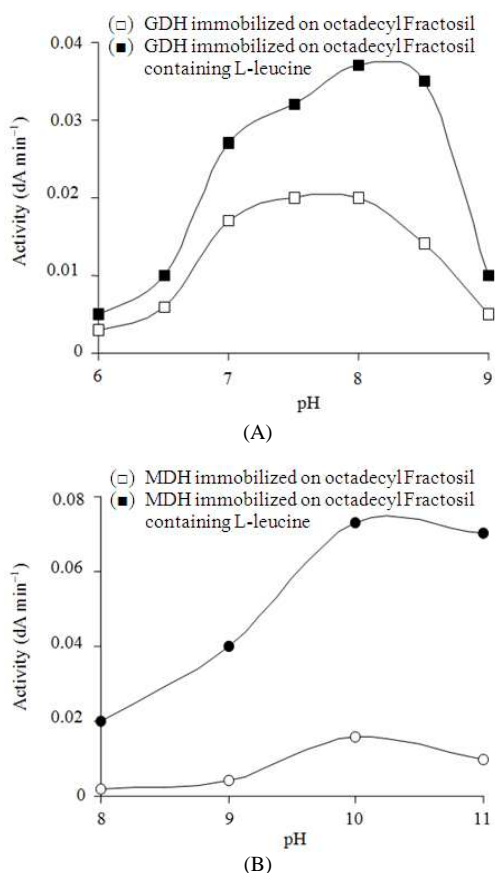 (□) GDH immobilized on octadecyl Fractosil
(■) GDH immobilized on octadecyl Fractosil
containing L-leucine
0.04
0.03
0.02
0.01
0
Activity (dA min⁻¹)
6 7 8 9
pH
(A)
(□) MDH immobilized on octadecyl Fractosil
(■) MDH immobilized on octadecyl Fractosil
containing L-leucine
0.08
0.06
0.04
0.02
0
Activity (dA min⁻¹)
8 9 10 11
pH
(B)